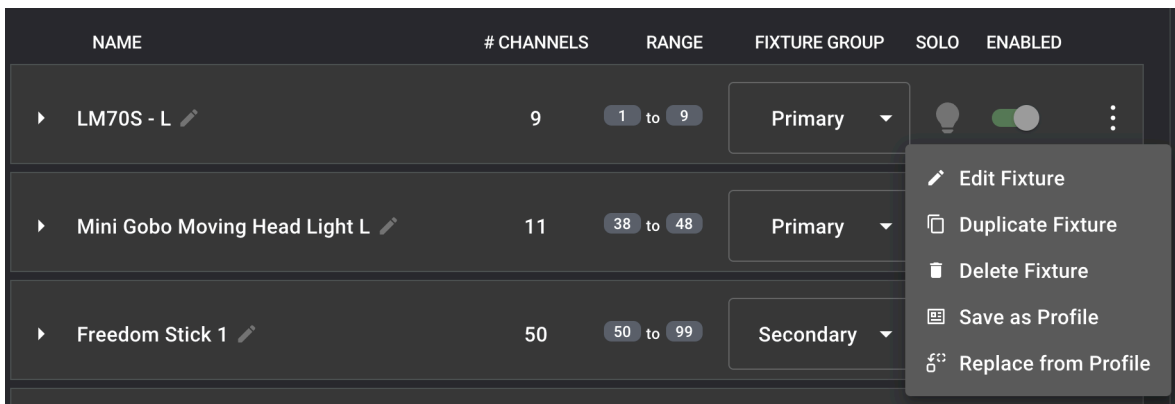 NAME # CHANNELS RANGE FIXTURE GROUP SOLO ENABLED
LM70S - L 9 1 to 9 Primary
Edit Fixture
Mini Gobo Moving Head Light L 11 38 to 48 Primary
Duplicate Fixture
Delete Fixture
Save as Profile
Freedom Stick 1 50 50 to 99 Secondary
Replace from Profile